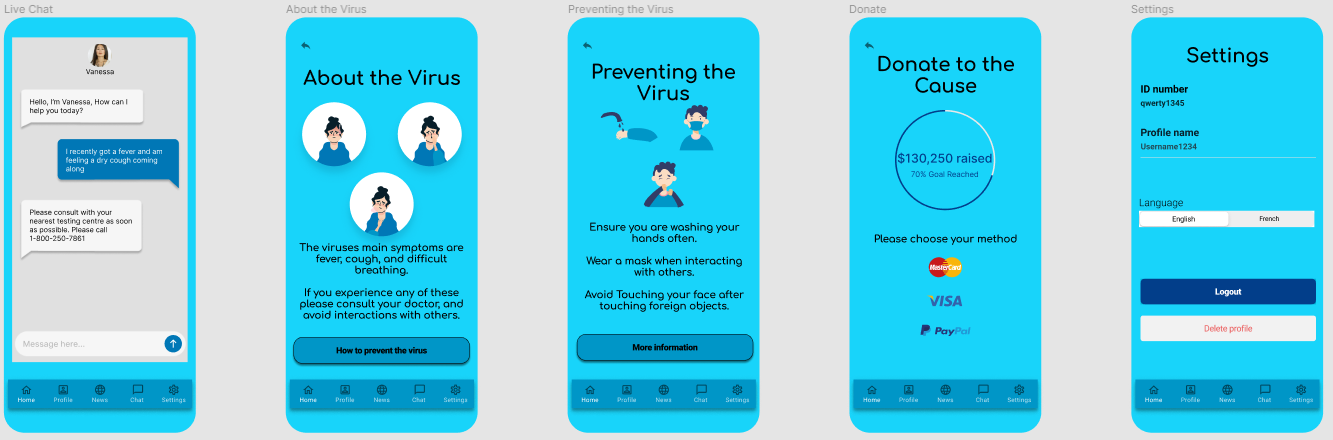 Live Chat
Vanessa
Hello, I'm Vanessa, How can I
help you today?
I recently got a fever and am
feeling a dry cough coming
along
Please consult with your
nearest testing centre as soon
as possible. Please call
1-800-250-7861
Message here...
Home
Profile
News
Chat
Settings
About the Virus
About the Virus
The viruses main symptoms are
fever, cough, and difficult
breathing.
If you experience any of these
please consult your doctor, and
avoid interactions with others.
How to prevent the virus
Home
Profile
News
Chat
Settings
Preventing the Virus
Preventing the
Virus
Ensure you are washing your
hands often.
Wear a mask when interacting
with others.
Avoid Touching your face after
touching foreign objects.
More information
Home
Profile
News
Chat
Settings
Donate
Donate to the
Cause
$130,250 raised
70% Goal Reached
Please choose your method
MasterCard
VISA
PayPal
Home
Profile
News
Chat
Settings
Settings
Settings
ID number
qwerty1345
Profile name
Username1234
Language
English
French
Logout
Delete profile
Home
Profile
News
Chat
Settings